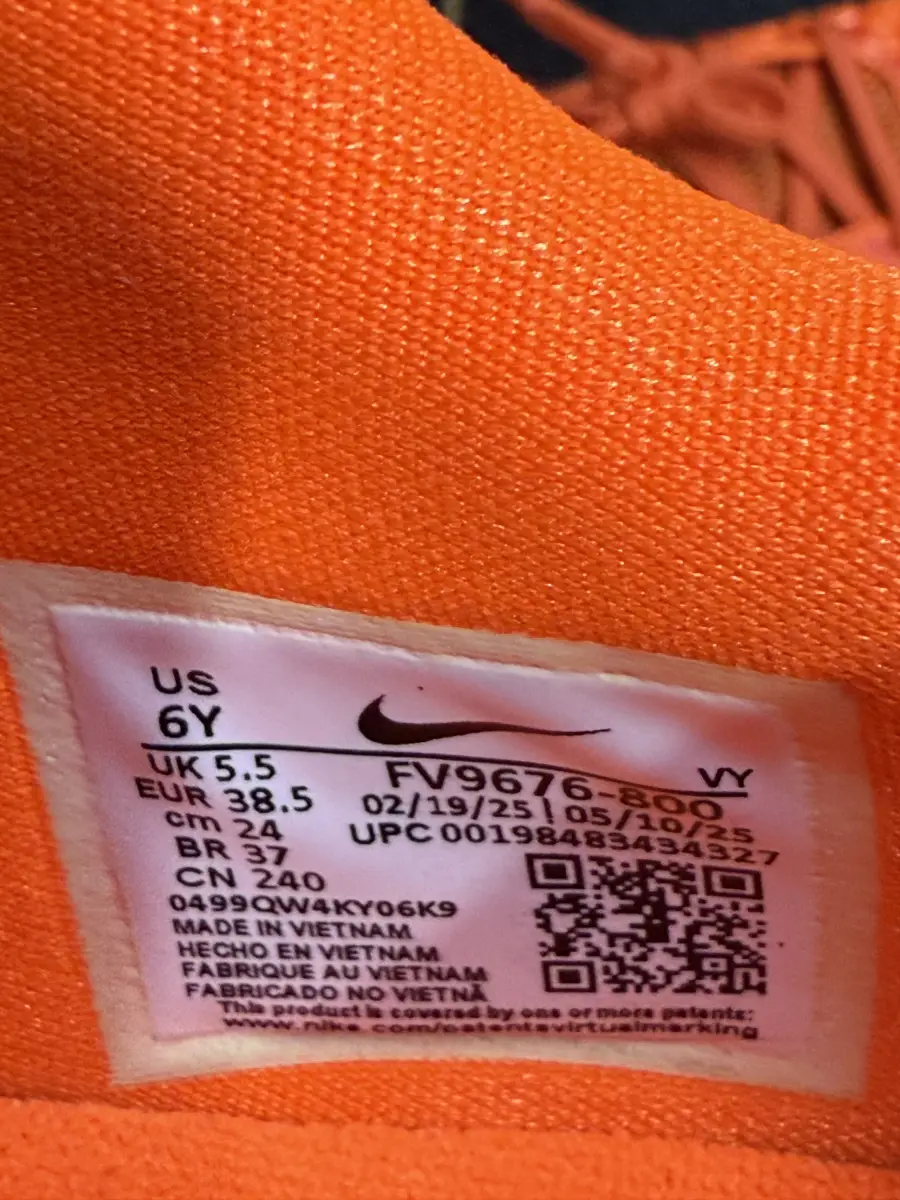 US
6Y
UK 5.5
EUR 38.5
cm 24
BR 37
CN 240
FV9676-800
VY
02/19/25 | 05/10/25
UPC 00198483434327
0499QW4KY06K9
MADE IN VIETNAM
HECHO EN VIETNAM
FABRIQUE AU VIETNAM
FABRICADO NO VIETNÃ
This product is covered by one or more patents:
www.nike.com/patentsvirtualmarking